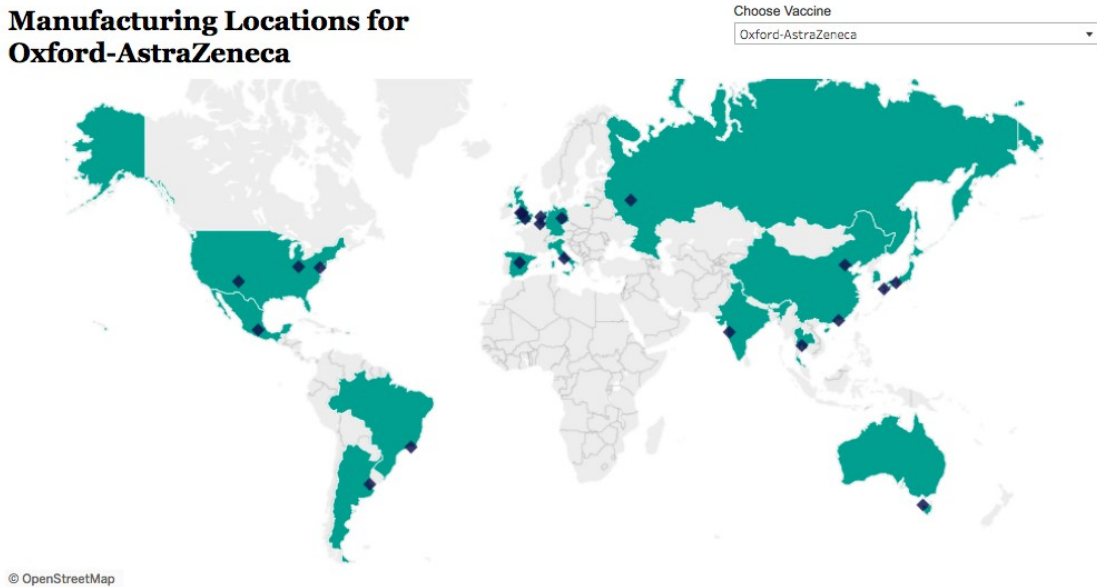 Manufacturing Locations for
Oxford-AstraZeneca
Choose Vaccine
Oxford-AstraZeneca
© OpenStreetMap